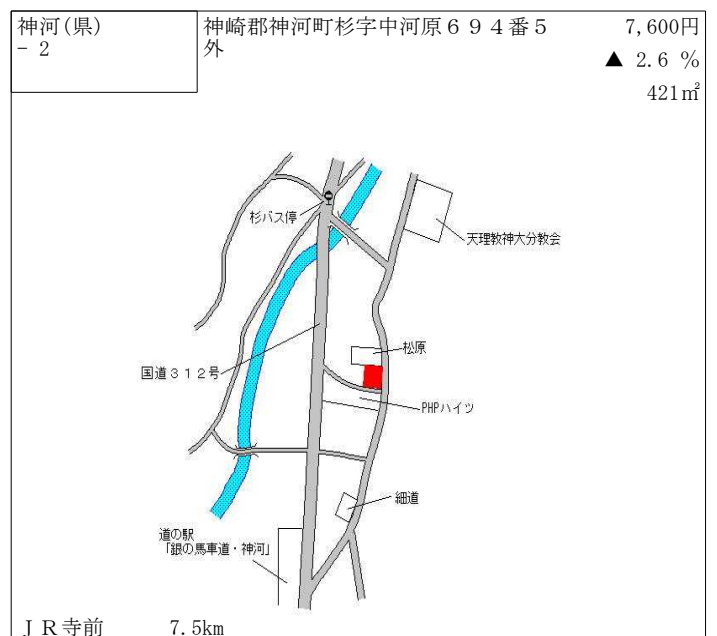 神河(県)
－2
神崎郡神河町杉字中河原６９４番５
外
7,600円
▲ 2.6 %
421㎡
杉バス停
天理教神大分教会
松原
国道３１２号
PHPハイツ
細道
道の駅
「銀の馬車道・神河」
ＪＲ寺前　7.5km